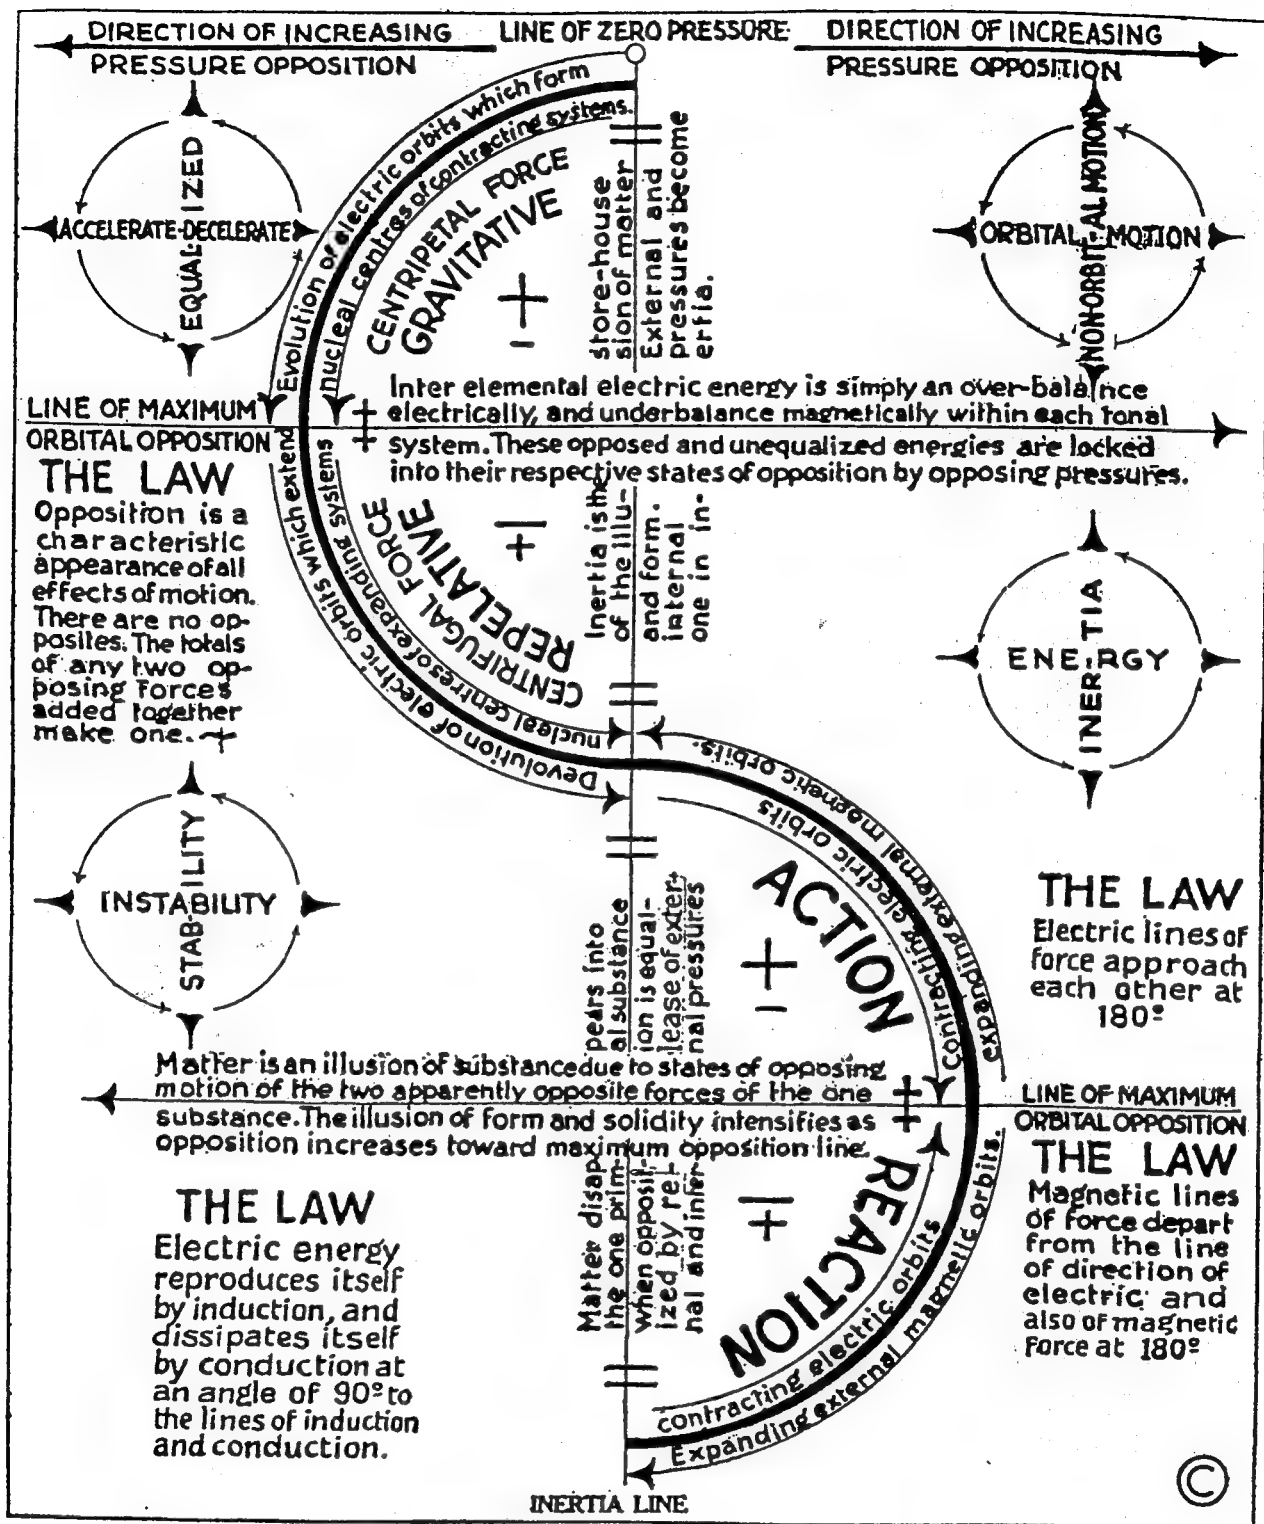 DIRECTION OF INCREASING
PRESSURE OPPOSITION
LINE OF ZERO PRESSURE
DIRECTION OF INCREASING
PRESSURE OPPOSITION
EQUALIZED
ACCELERATE-DECELERATE
NON ORBITAL MOTION
ORBITAL MOTION
Evolution of electric orbits which form
nucleal centres of contracting systems.
CENTRIPETAL FORCE
GRAVITATIVE
+
-
store-house
sion of matter
External and
pressures become
ertia.
LINE OF MAXIMUM
ORBITAL OPPOSITION
Inter elemental electric energy is simply an over-balance
electrically, and underbalance magnetically within each tonal
system. These opposed and unequalized energies are locked
into their respective states of opposition by opposing pressures.
+
+
THE LAW
Opposition is a
characteristic
appearance of all
effects of motion.
There are no op-
posites. The totals
of any two op-
posing forces
added together
make one.
Inertia is the
of the illu-
and form.
internal
one in in-
-
+
CENTRIFUGAL FORCE
REPELATIVE
Devolution of electric orbits which extend
nucleal centres of expanding systems
ENERGY
INERTIA
STABILITY
INSTABILITY
expanding external magnetic orbits.
Contracting electric orbits
ACTION
+
-
pears into
al substance
ion is equal-
lease of exter-
nal pressures
THE LAW
Electric lines of
force approach
each other at
180º
Matter is an illusion of substance due to states of opposing
motion of the two apparently opposite forces of the one
substance. The illusion of form and solidity intensifies as
opposition increases toward maximum opposition line.
+
+
LINE OF MAXIMUM
ORBITAL OPPOSITION
THE LAW
Magnetic lines
of force depart
from the line
of direction of
electric and
also of magnetic
force at 180º
THE LAW
Electric energy
reproduces itself
by induction, and
dissipates itself
by conduction at
an angle of 90º to
the lines of induction
and conduction.
Matter disap
the one prim-
when opposit-
ized by re-
nal and inter
-
+
REACTION
contracting electric orbits
Expanding external magnetic orbits.
INERTIA LINE
©